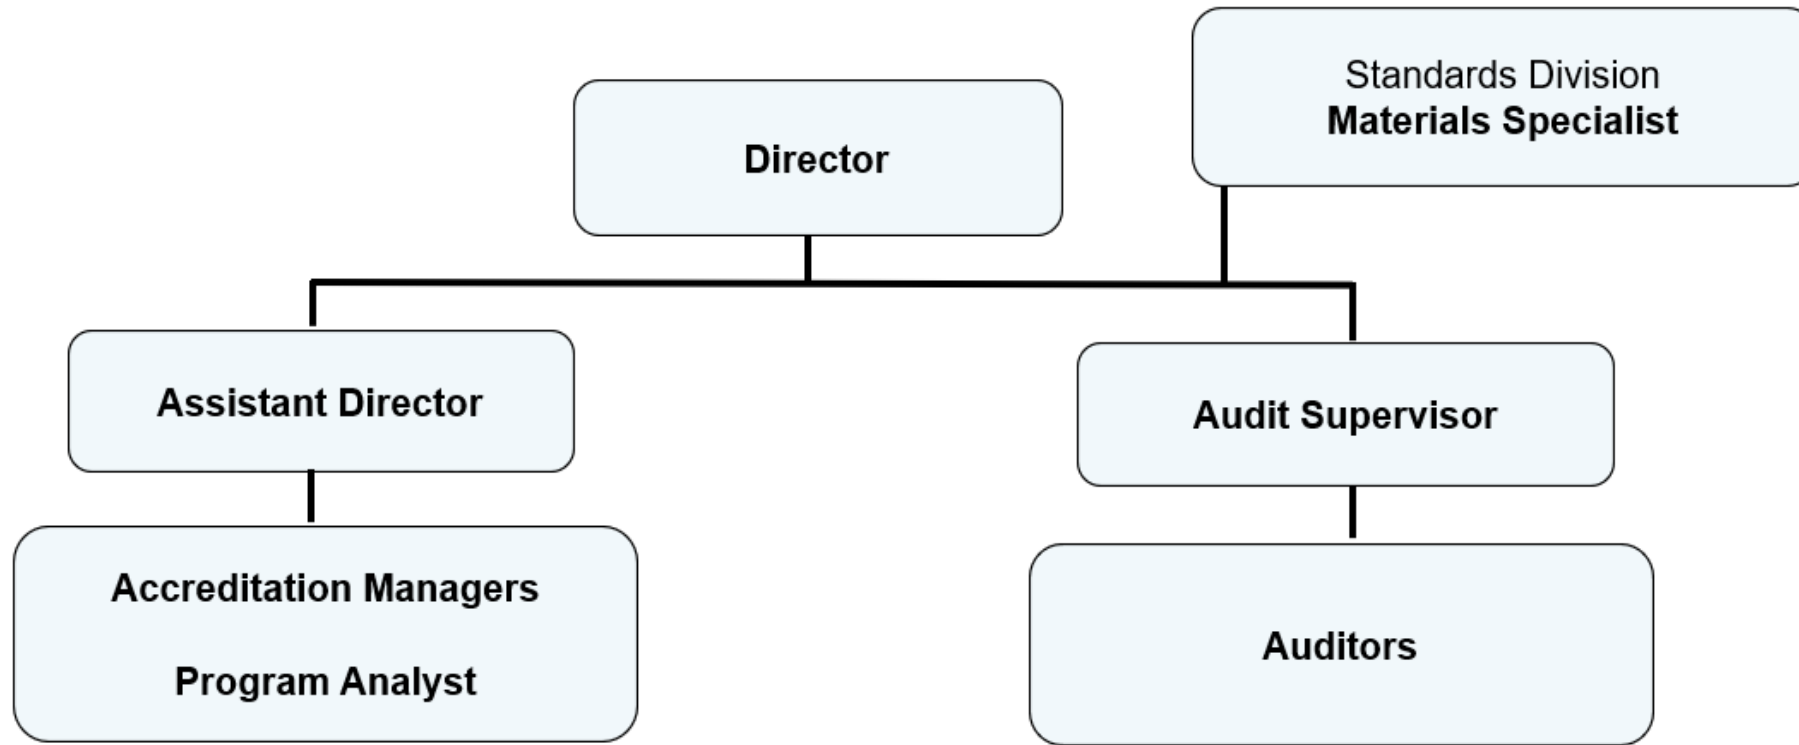 Standards Division
Materials Specialist
Director
Assistant Director
Audit Supervisor
Accreditation Managers
Program Analyst
Auditors